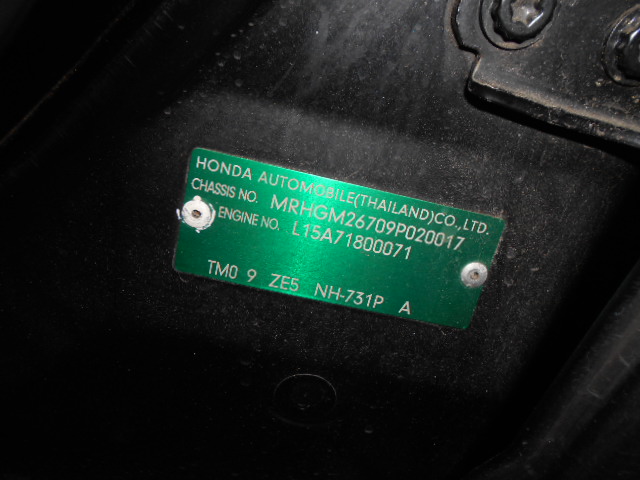 HONDA AUTOMOBILE(THAILAND)CO.,LTD.
CHASSIS NO. MRHGM26709P020017
ENGINE NO. L15A71800071
TM0 9 ZE5 NH-731P A